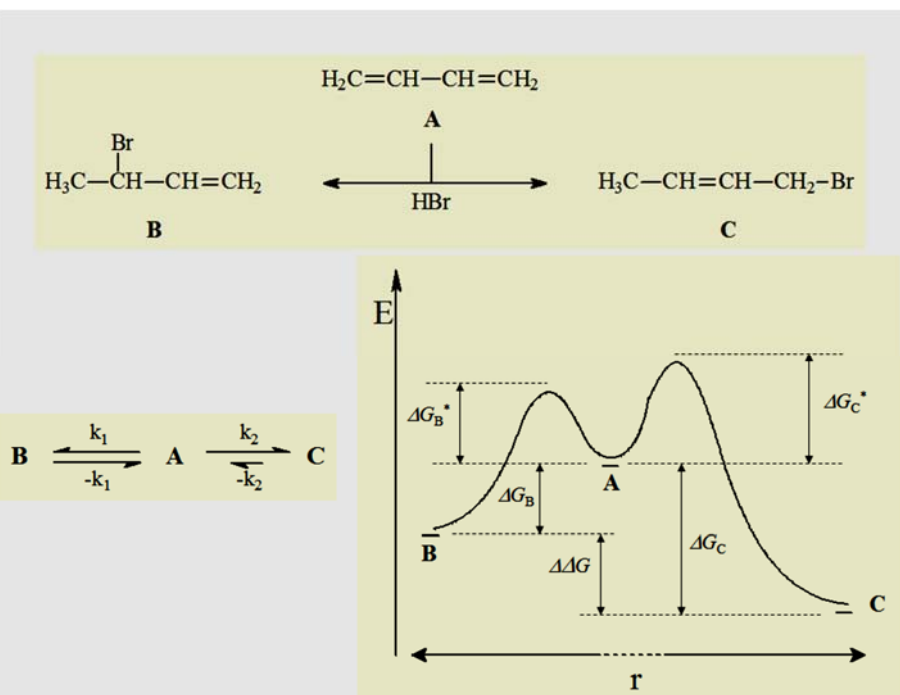 H₂C=CH–CH=CH₂
A
Br
H₃C–CH–CH=CH₂
HBr
H₃C–CH=CH–CH₂–Br
B
C
E
ΔG_B*
ΔG_C*
B k₁ -k₁ A k₂ -k₂ C
A
ΔG_B
B
ΔΔG
ΔG_C
C
r